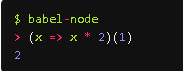 $ babel-node
> (x => x * 2)(1)
2